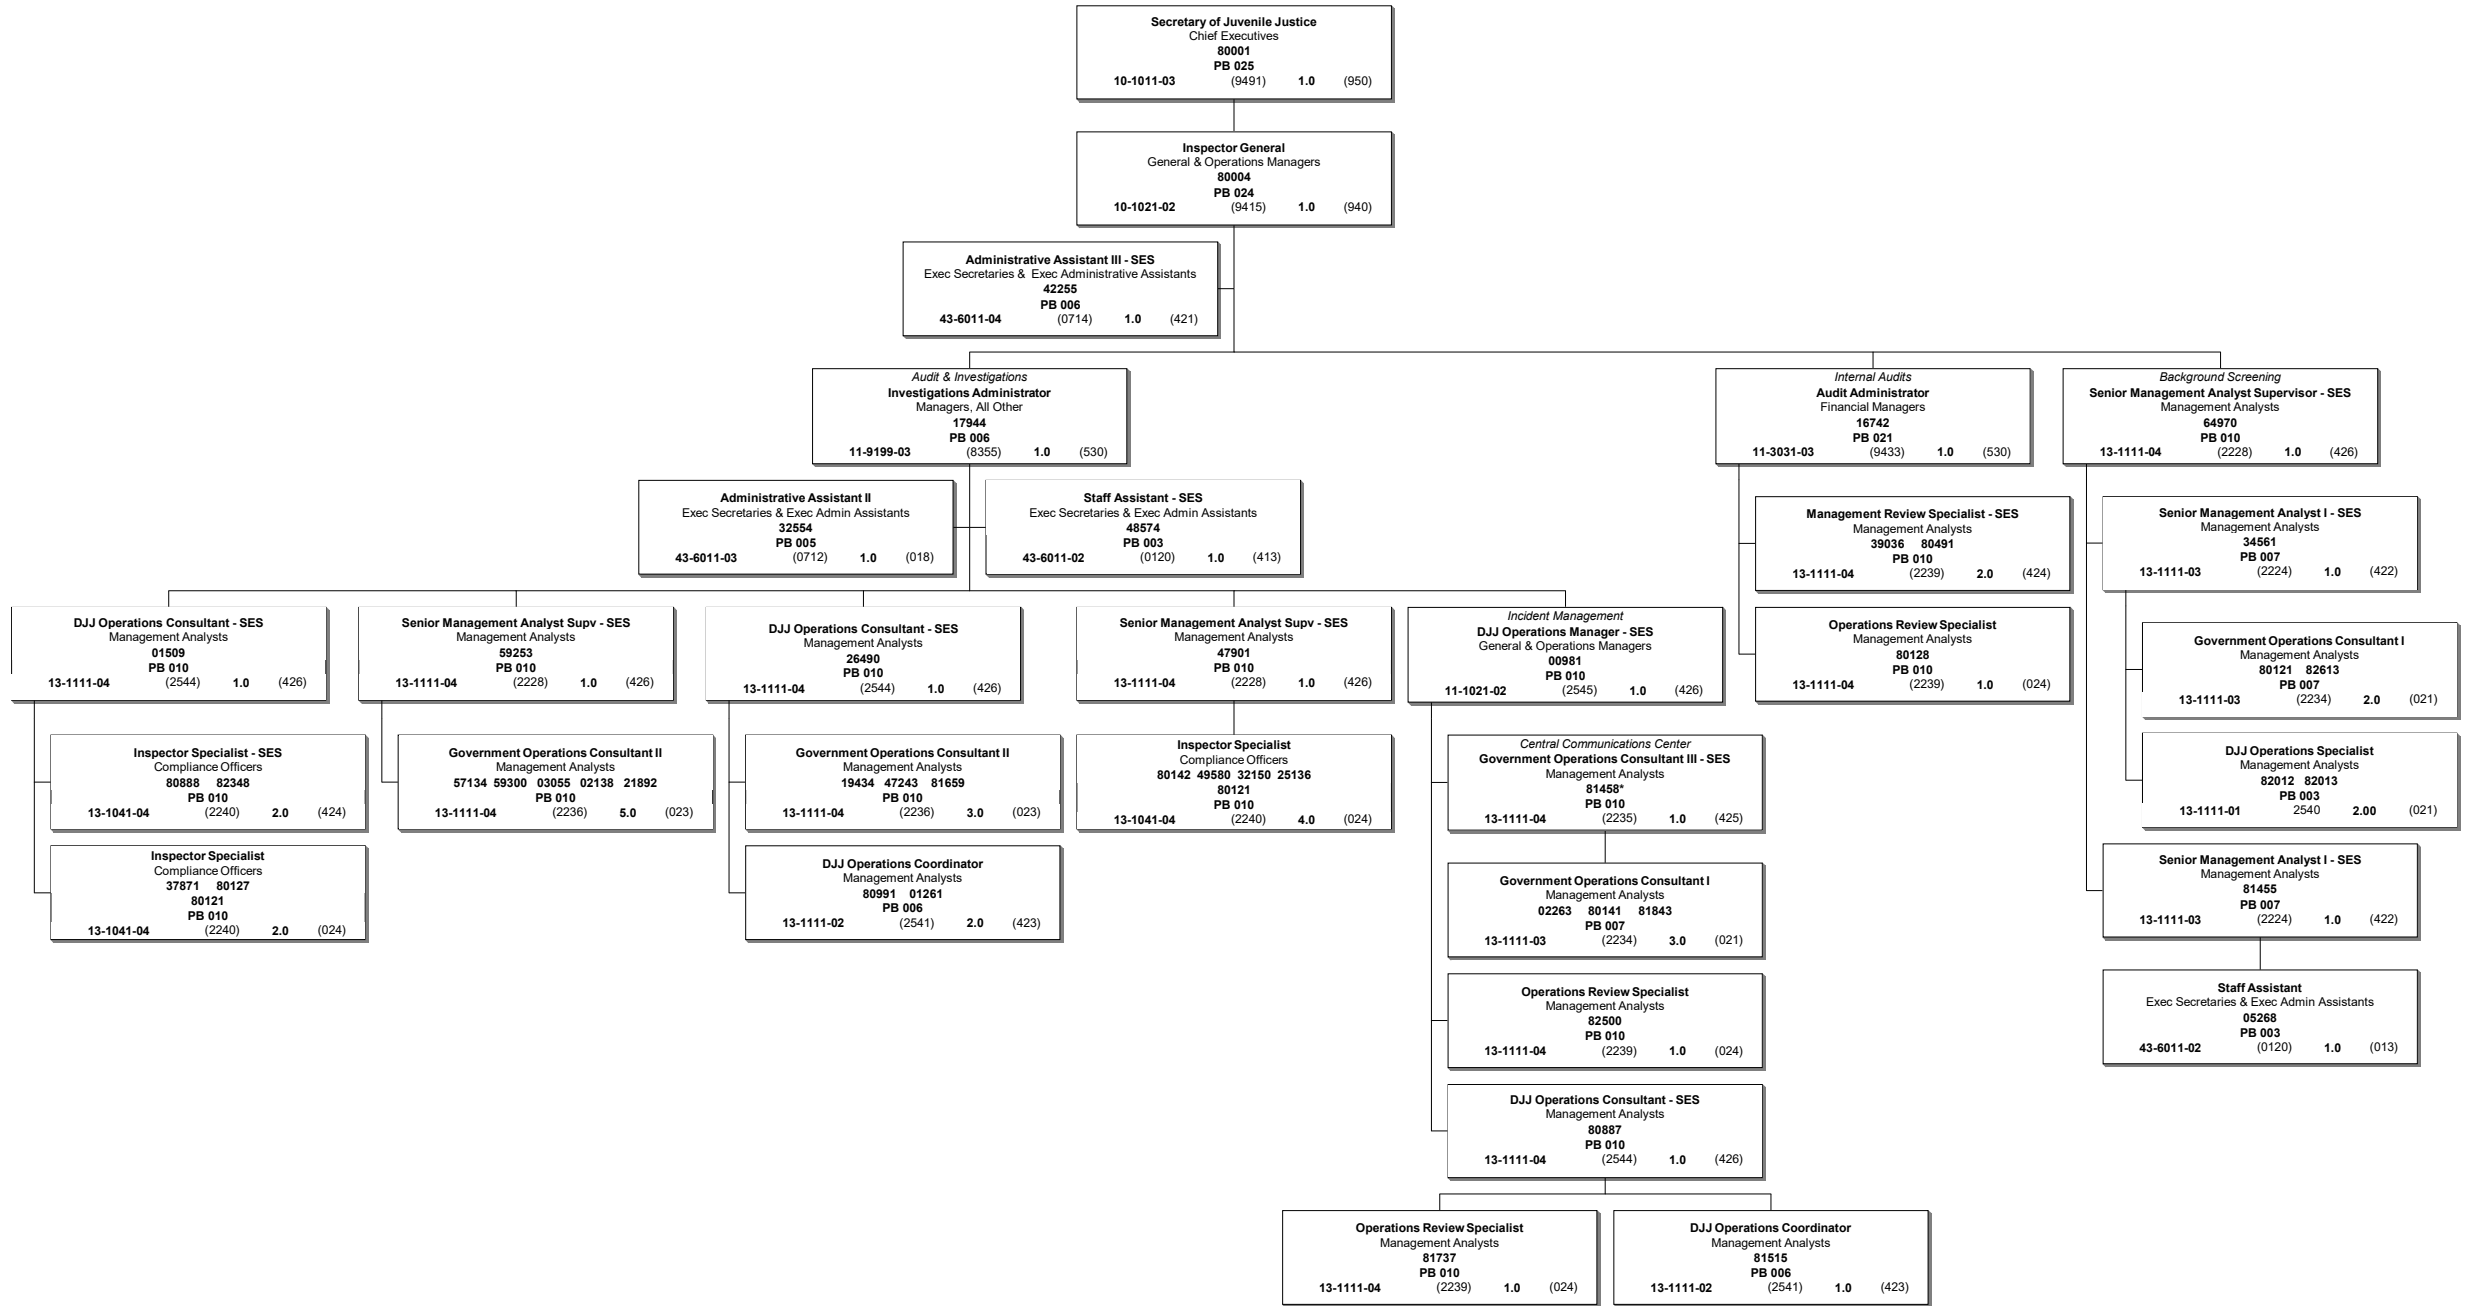 Secretary of Juvenile Justice
Chief Executives
80001
PB 025
10-1011-03 (9491) 1.0 (950)
Inspector General
General & Operations Managers
80004
PB 024
10-1021-02 (9415) 1.0 (940)
Administrative Assistant III - SES
Exec Secretaries & Exec Administrative Assistants
42255
PB 006
43-6011-04 (0714) 1.0 (421)
Audit & Investigations
Investigations Administrator
Managers, All Other
17944
PB 006
11-9199-03 (8355) 1.0 (530)
Internal Audits
Audit Administrator
Financial Managers
16742
PB 021
11-3031-03 (9433) 1.0 (530)
Background Screening
Senior Management Analyst Supervisor - SES
Management Analysts
64970
PB 010
13-1111-04 (2228) 1.0 (426)
Administrative Assistant II
Exec Secretaries & Exec Admin Assistants
32554
PB 005
43-6011-03 (0712) 1.0 (018)
Staff Assistant - SES
Exec Secretaries & Exec Admin Assistants
48574
PB 003
43-6011-02 (0120) 1.0 (413)
Management Review Specialist - SES
Management Analysts
39036 80491
PB 010
13-1111-04 (2239) 2.0 (424)
Senior Management Analyst I - SES
Management Analysts
34561
PB 007
13-1111-03 (2224) 1.0 (422)
DJJ Operations Consultant - SES
Management Analysts
01509
PB 010
13-1111-04 (2544) 1.0 (426)
Senior Management Analyst Supv - SES
Management Analysts
59253
PB 010
13-1111-04 (2228) 1.0 (426)
DJJ Operations Consultant - SES
Management Analysts
26490
PB 010
13-1111-04 (2544) 1.0 (426)
Senior Management Analyst Supv - SES
Management Analysts
47901
PB 010
13-1111-04 (2228) 1.0 (426)
Incident Management
DJJ Operations Manager - SES
General & Operations Managers
00981
PB 010
11-1021-02 (2545) 1.0 (426)
Operations Review Specialist
Management Analysts
80128
PB 010
13-1111-04 (2239) 1.0 (024)
Government Operations Consultant I
Management Analysts
80121 82613
PB 007
13-1111-03 (2234) 2.0 (021)
Inspector Specialist - SES
Compliance Officers
80888 82348
PB 010
13-1041-04 (2240) 2.0 (424)
Government Operations Consultant II
Management Analysts
57134 59300 03055 02138 21892
PB 010
13-1111-04 (2236) 5.0 (023)
Government Operations Consultant II
Management Analysts
19434 47243 81659
PB 010
13-1111-04 (2236) 3.0 (023)
Inspector Specialist
Compliance Officers
80142 49580 32150 25136
80121
PB 010
13-1041-04 (2240) 4.0 (024)
Central Communications Center
Government Operations Consultant III - SES
Management Analysts
81458*
PB 010
13-1111-04 (2235) 1.0 (425)
DJJ Operations Specialist
Management Analysts
82012 82013
PB 003
13-1111-01 2540 2.00 (021)
Inspector Specialist
Compliance Officers
37871 80127
80121
PB 010
13-1041-04 (2240) 2.0 (024)
DJJ Operations Coordinator
Management Analysts
80991 01261
PB 006
13-1111-02 (2541) 2.0 (423)
Government Operations Consultant I
Management Analysts
02263 80141 81843
PB 007
13-1111-03 (2234) 3.0 (021)
Senior Management Analyst I - SES
Management Analysts
81455
PB 007
13-1111-03 (2224) 1.0 (422)
Operations Review Specialist
Management Analysts
82500
PB 010
13-1111-04 (2239) 1.0 (024)
Staff Assistant
Exec Secretaries & Exec Admin Assistants
05268
PB 003
43-6011-02 (0120) 1.0 (013)
DJJ Operations Consultant - SES
Management Analysts
80887
PB 010
13-1111-04 (2544) 1.0 (426)
Operations Review Specialist
Management Analysts
81737
PB 010
13-1111-04 (2239) 1.0 (024)
DJJ Operations Coordinator
Management Analysts
81515
PB 006
13-1111-02 (2541) 1.0 (423)